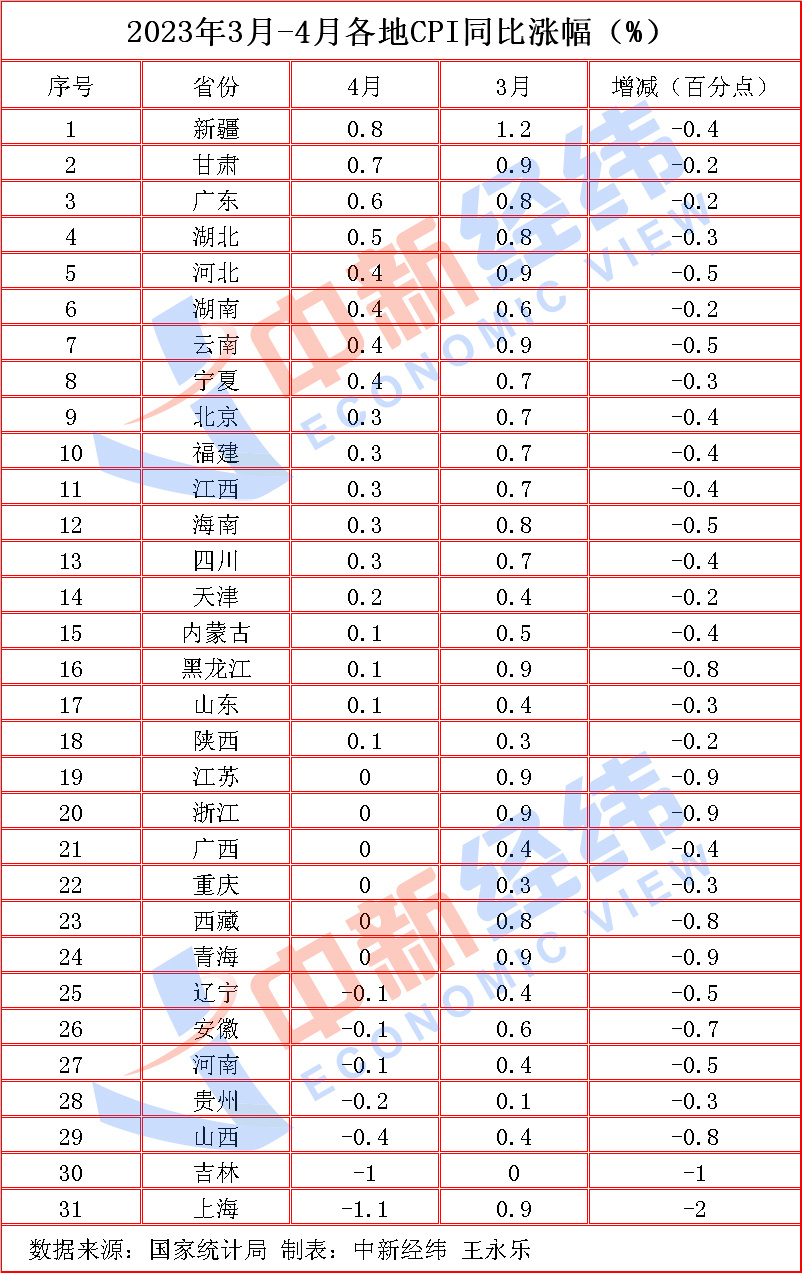 2023年3月-4月各地CPI同比涨幅（%）
序号 省份 4月 3月 增减（百分点）
1 新疆 0.8 1.2 -0.4
2 甘肃 0.7 0.9 -0.2
3 广东 0.6 0.8 -0.2
4 湖北 0.5 0.8 -0.3
5 河北 0.4 0.9 -0.5
6 湖南 0.4 0.6 -0.2
7 云南 0.4 0.9 -0.5
8 宁夏 0.4 0.7 -0.3
9 北京 0.3 0.7 -0.4
10 福建 0.3 0.7 -0.4
11 江西 0.3 0.7 -0.4
12 海南 0.3 0.8 -0.5
13 四川 0.3 0.7 -0.4
14 天津 0.2 0.4 -0.2
15 内蒙古 0.1 0.5 -0.4
16 黑龙江 0.1 0.9 -0.8
17 山东 0.1 0.4 -0.3
18 陕西 0.1 0.3 -0.2
19 江苏 0 0.9 -0.9
20 浙江 0 0.9 -0.9
21 广西 0 0.4 -0.4
22 重庆 0 0.3 -0.3
23 西藏 0 0.8 -0.8
24 青海 0 0.9 -0.9
25 辽宁 -0.1 0.4 -0.5
26 安徽 -0.1 0.6 -0.7
27 河南 -0.1 0.4 -0.5
28 贵州 -0.2 0.1 -0.3
29 山西 -0.4 0.4 -0.8
30 吉林 -1 0 -1
31 上海 -1.1 0.9 -2
数据来源：国家统计局 制表：中新经纬 王永乐
中新经纬
ECONOMIC VIEW
中新经纬
ECONOMIC VIEW